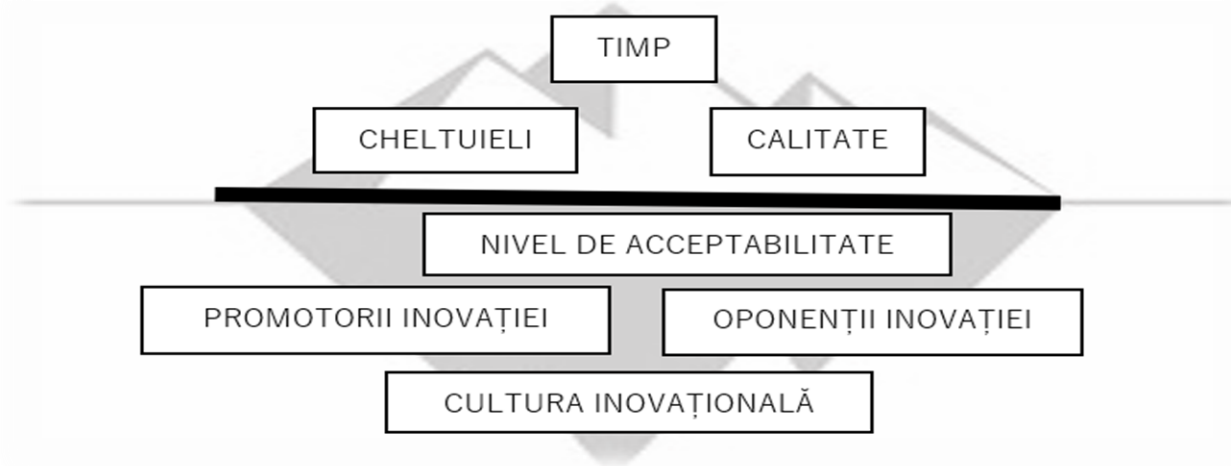 TIMP
CHELTUIELI
CALITATE
NIVEL DE ACCEPTABILITATE
PROMOTORII INOVAȚIEI
OPONENȚII INOVAȚIEI
CULTURA INOVAȚIONALĂ